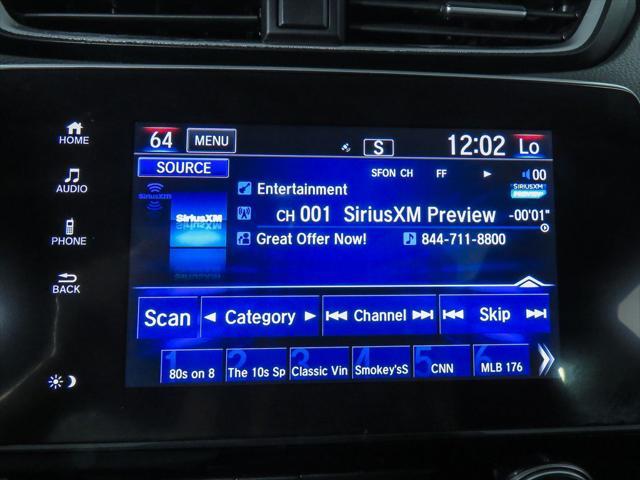 HOME
AUDIO
PHONE
BACK
64 MENU S 12:02 Lo
SOURCE SFON CH FF 00
SiriusXM Entertainment SIRIUSXM
SiriusXM CH 001 SiriusXM Preview -00'01"
Great Offer Now! 844-711-8800
Scan Category Channel Skip
1 80s on 8
2 The 10s Sp
3 Classic Vin
4 Smokey'sS
5 CNN
6 MLB 176